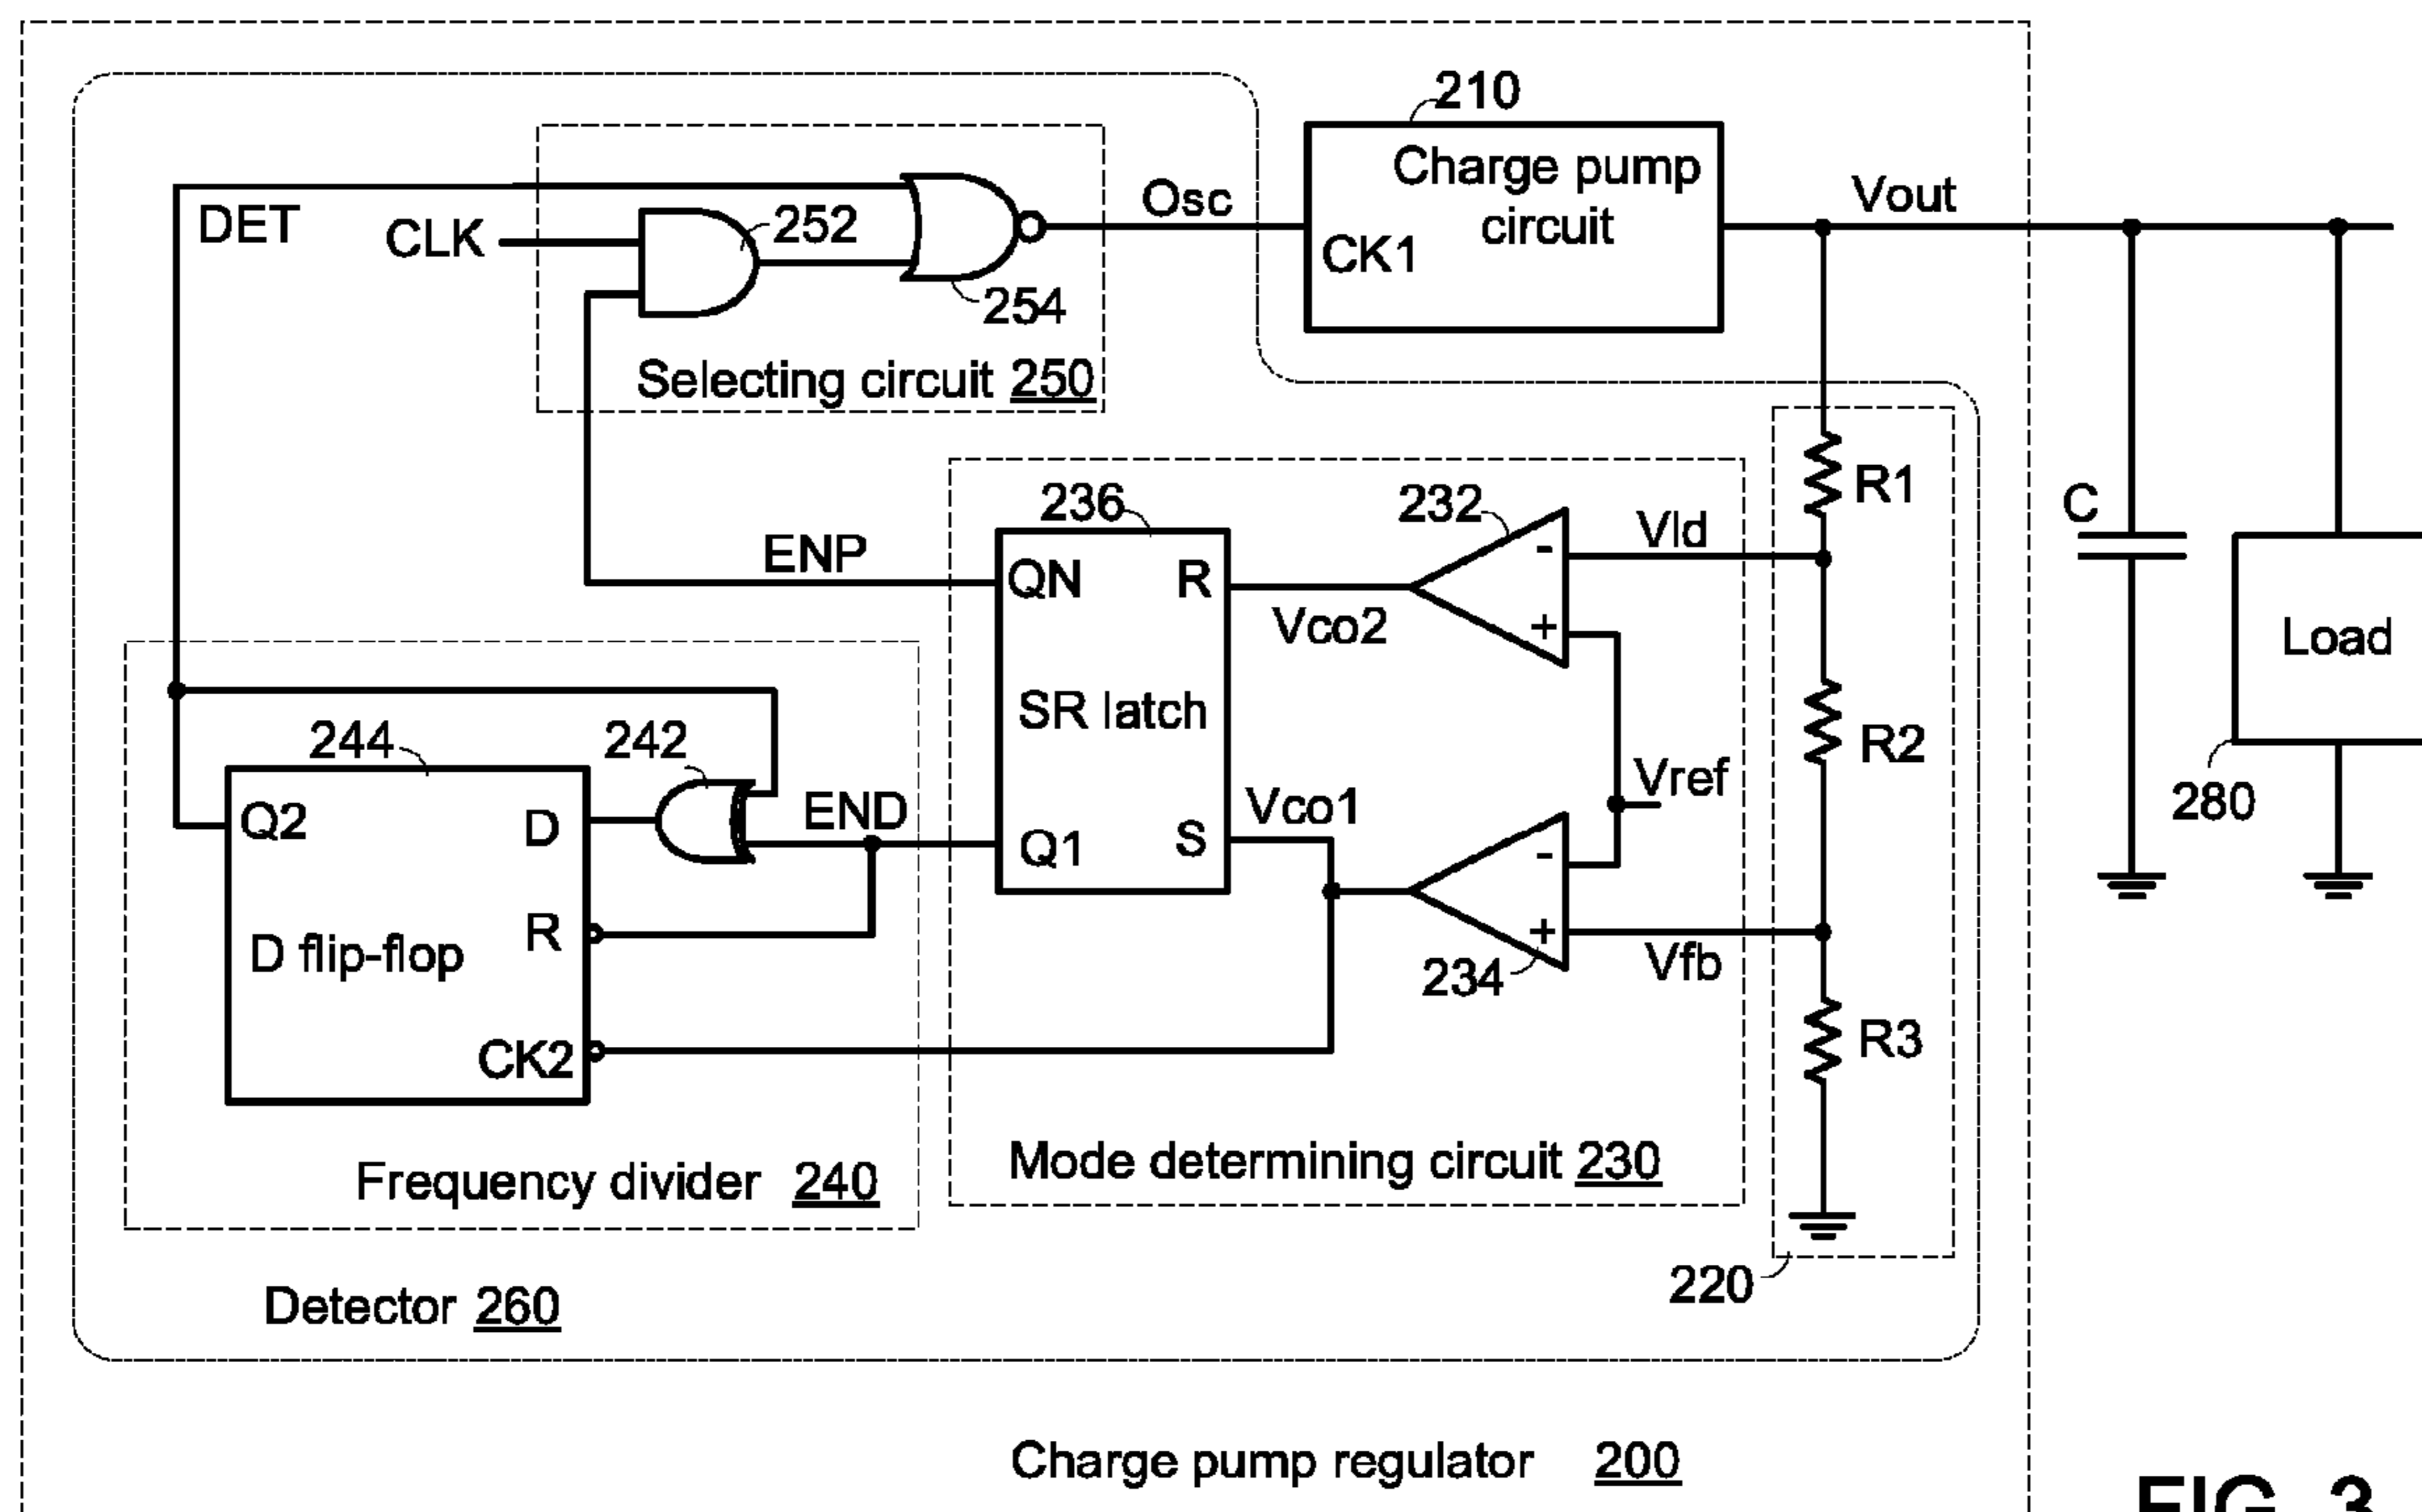 210
Charge pump
circuit
CK1
Osc
Vout
DET
CLK
252
254
Selecting circuit 250
R1
C
236
232
Vld
ENP
QN
R
Vco2
SR latch
Load
R2
244
242
Vref
280
END
Vco1
Q2
D
Q1
S
R
D flip-flop
234
Vfb
CK2
R3
Mode determining circuit 230
Frequency divider 240
220
Detector 260
Charge pump regulator 200
FIG. 3